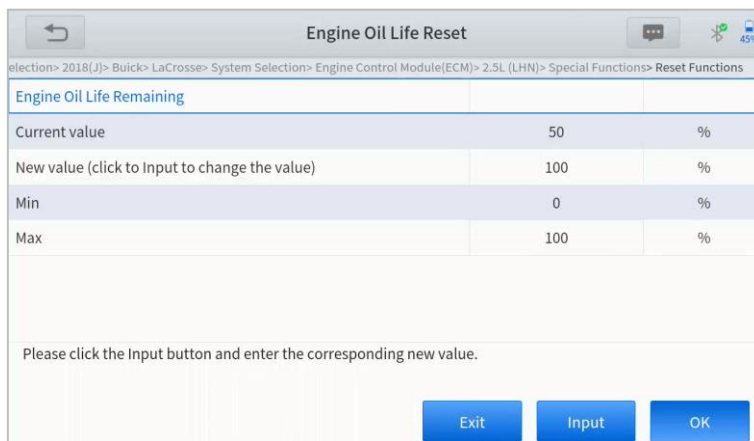 Engine Oil Life Reset
45%
election> 2018(J)> Buick> LaCrosse> System Selection> Engine Control Module(ECM)> 2.5L (LHN)> Special Functions> Reset Functions
Engine Oil Life Remaining
Current value 50 %
New value (click to Input to change the value) 100 %
Min 0 %
Max 100 %
Please click the Input button and enter the corresponding new value.
Exit Input OK